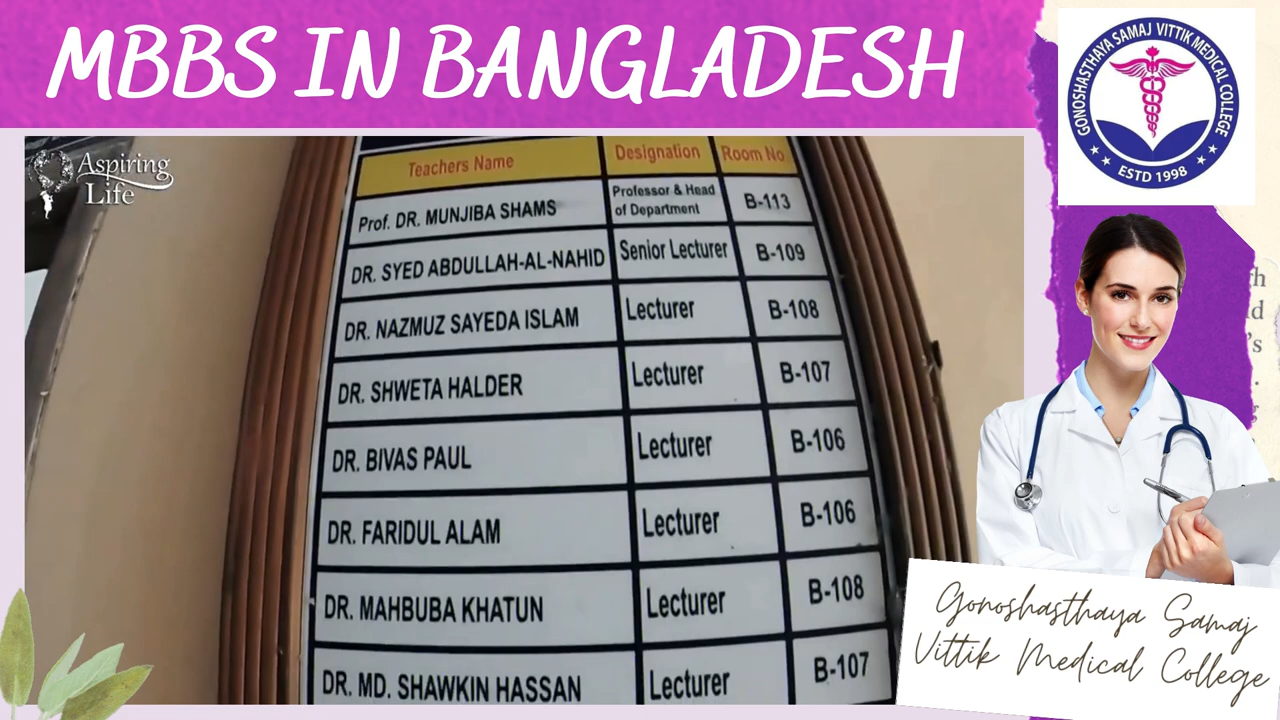 MBBS IN BANGLADESH
GONOSHASTHAYA SAMAJ VITTIK MEDICAL COLLEGE
ESTD 1998
Aspiring
Life
Teachers Name Designation Room No
Prof. DR. MUNJIBA SHAMS Professor & Head of Department B-113
DR. SYED ABDULLAH-AL-NAHID Senior Lecturer B-109
DR. NAZMUZ SAYEDA ISLAM Lecturer B-108
DR. SHWETA HALDER Lecturer B-107
DR. BIVAS PAUL Lecturer B-106
DR. FARIDUL ALAM Lecturer B-106
DR. MAHBUBA KHATUN Lecturer B-108
DR. MD. SHAWKIN HASSAN Lecturer B-107
Gonoshasthaya Samaj
Vittik Medical College